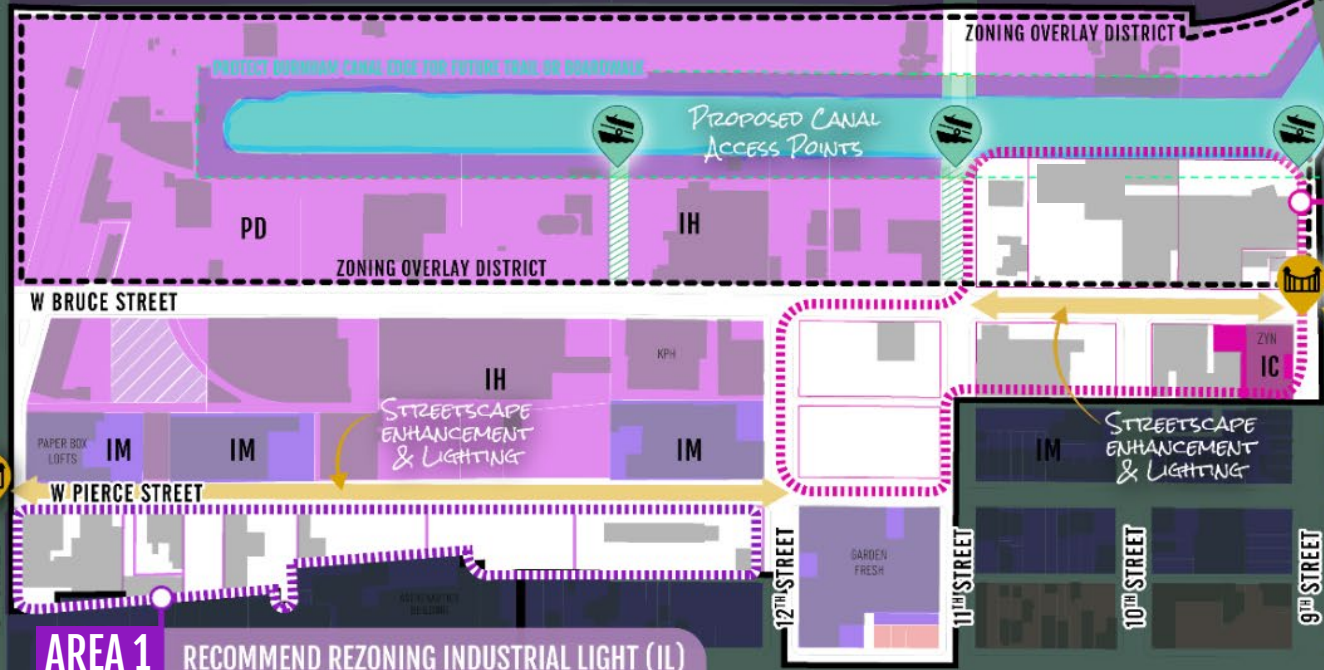 ZONING OVERLAY DISTRICT
PROTECT BURNHAM CANAL EDGE FOR FUTURE TRAIL OR BOARDWALK
PROPOSED CANAL
ACCESS POINTS
PD
IH
ZONING OVERLAY DISTRICT
W BRUCE STREET
KPH
ZYN
IC
IH
STREETSCAPE
ENHANCEMENT
& LIGHTING
STREETSCAPE
ENHANCEMENT
& LIGHTING
PAPER BOX
LOFTS
IM
IM
IM
IM
W PIERCE STREET
GARDEN
FRESH
12TH STREET
11TH STREET
10TH STREET
9TH STREET
BUILDING
AREA 1
RECOMMEND REZONING INDUSTRIAL LIGHT (IL)